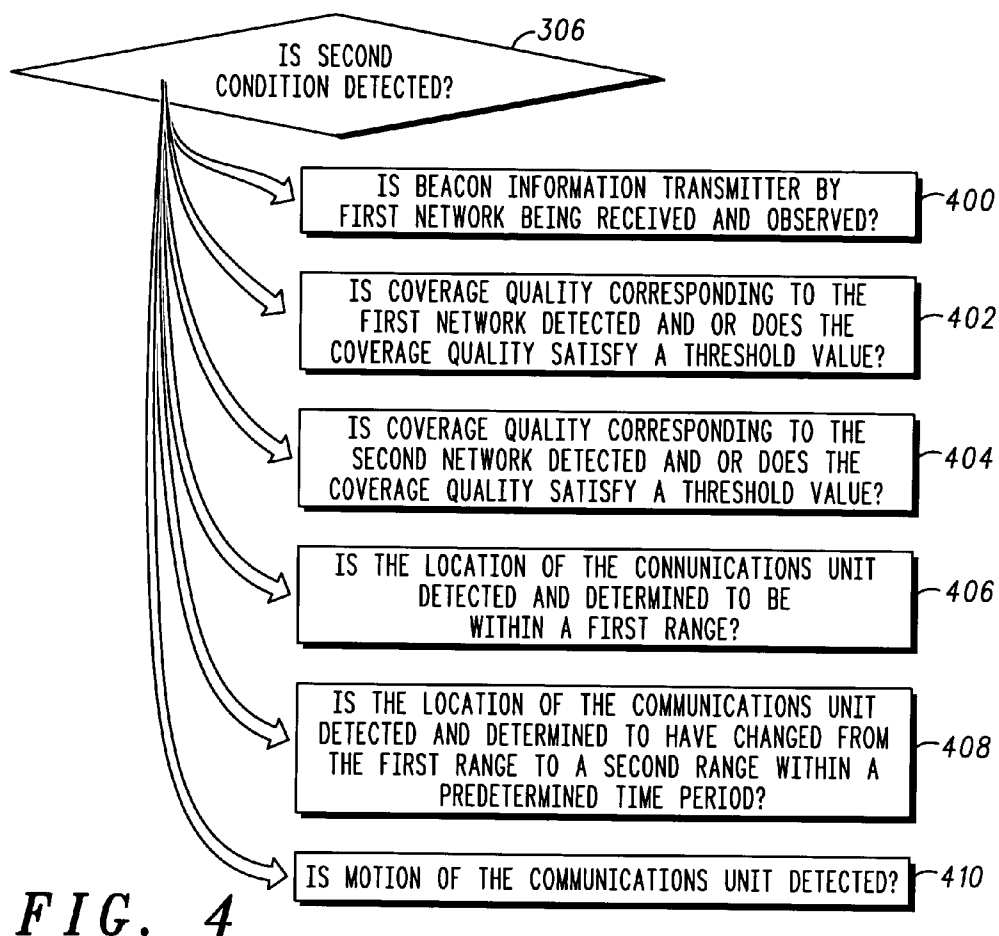 306
IS SECOND
CONDITION DETECTED?
IS BEACON INFORMATION TRANSMITTER BY
FIRST NETWORK BEING RECEIVED AND OBSERVED?
400
IS COVERAGE QUALITY CORRESPONDING TO THE
FIRST NETWORK DETECTED AND OR DOES THE
COVERAGE QUALITY SATISFY A THRESHOLD VALUE?
402
IS COVERAGE QUALITY CORRESPONDING TO THE
SECOND NETWORK DETECTED AND OR DOES THE
COVERAGE QUALITY SATISFY A THRESHOLD VALUE?
404
IS THE LOCATION OF THE CONNUNICATIONS UNIT
DETECTED AND DETERMINED TO BE
WITHIN A FIRST RANGE?
406
IS THE LOCATION OF THE COMMUNICATIONS UNIT
DETECTED AND DETERMINED TO HAVE CHANGED FROM
THE FIRST RANGE TO A SECOND RANGE WITHIN A
PREDETERMINED TIME PERIOD?
408
IS MOTION OF THE COMMUNICATIONS UNIT DETECTED?
410
FIG. 4